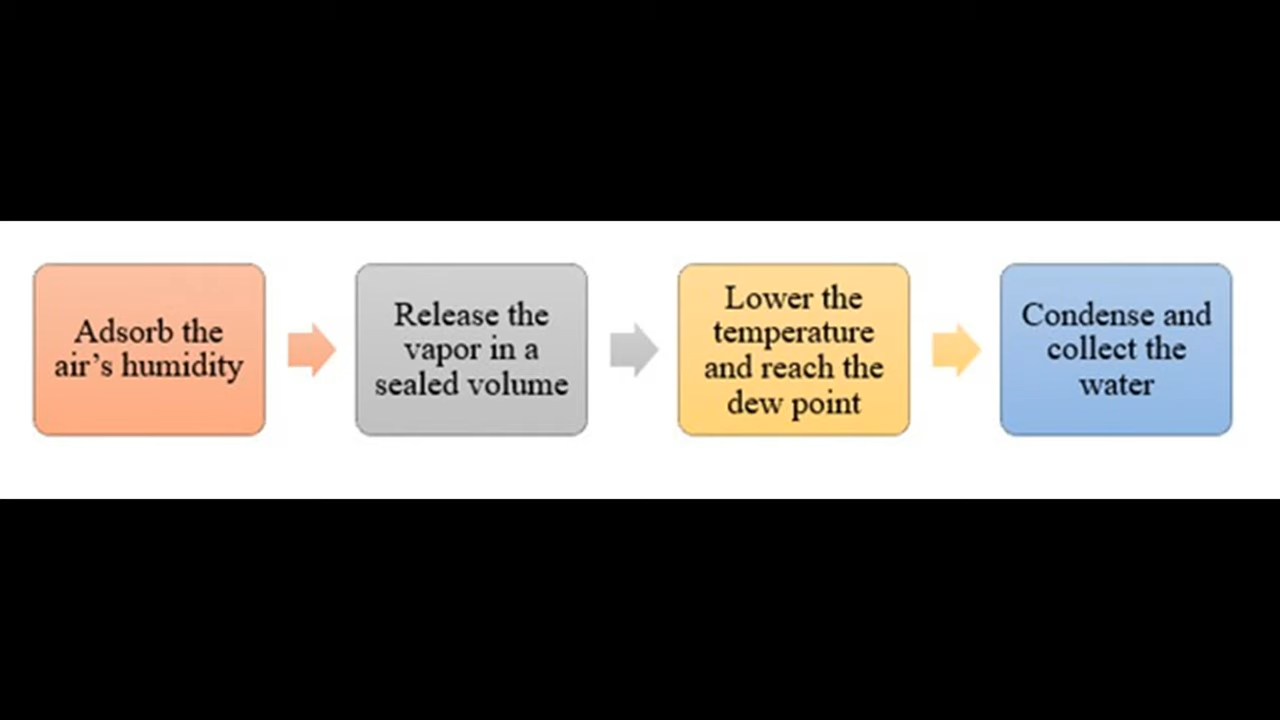 Adsorb the
air’s humidity
Release the
vapor in a
sealed volume
Lower the
temperature
and reach the
dew point
Condense and
collect the
water